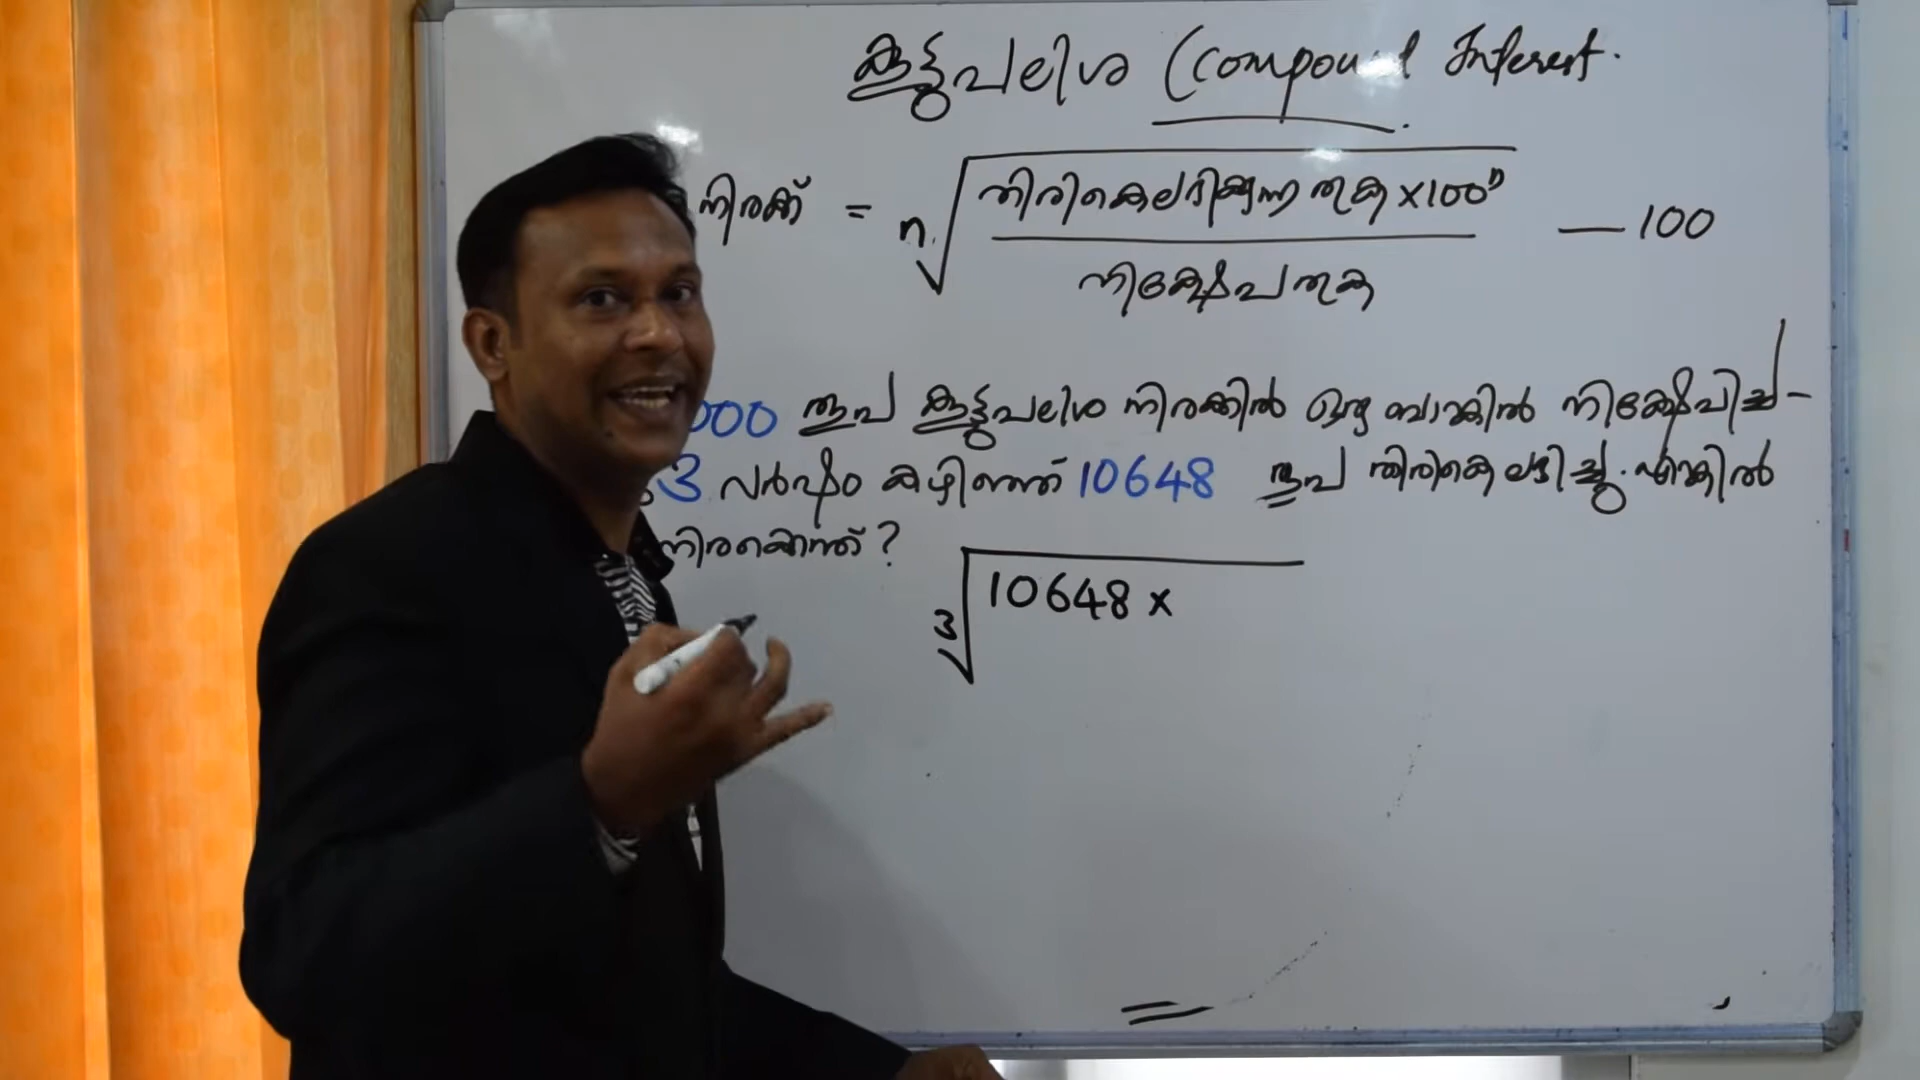 കൂട്ടുപലിശ (Compound Interest.
നിരക്ക് = n√ തിരികെലഭിക്കുന്ന തുക x100ⁿ — 100
നിക്ഷേപതുക
000 രൂപ കൂട്ടുപലിശ നിരക്കിൽ ഒരു ബാങ്കിൽ നിക്ഷേപിച്ച-
3 വർഷം കഴിഞ്ഞ് 10648 രൂപ തിരികെ ലഭിച്ചു. എങ്കിൽ
നിരക്കെന്ത് ?
3√ 10648 x